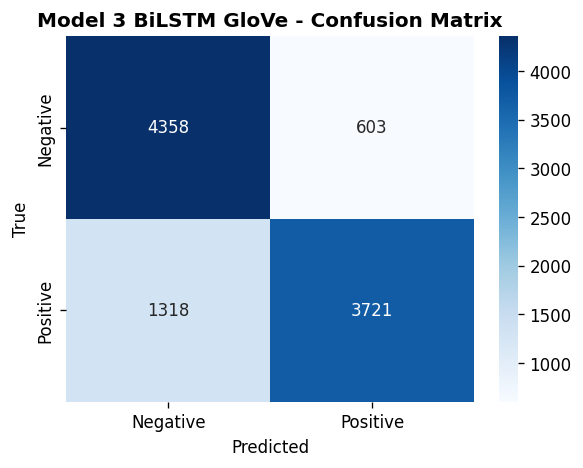 Model 3 BiLSTM GloVe - Confusion Matrix
True
Negative
Positive
4358
603
1318
3721
Negative
Positive
Predicted
4000
3500
3000
2500
2000
1500
1000